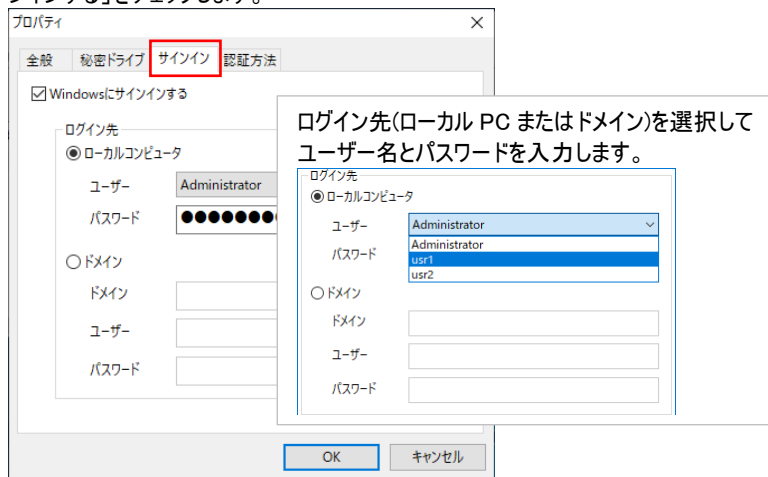 プロパティ
全般 秘密ドライブ サインイン 認証方法
Windowsにサインインする
ログイン先
ローカルコンピュータ
ユーザー Administrator
パスワード ●●●●●●●●
ドメイン
ドメイン
ユーザー
パスワード
OK キャンセル
ログイン先(ローカル PC またはドメイン)を選択して
ユーザー名とパスワードを入力します。
ログイン先
ローカルコンピュータ
ユーザー Administrator
Administrator
パスワード usr1
usr2
ドメイン
ドメイン
ユーザー
パスワード